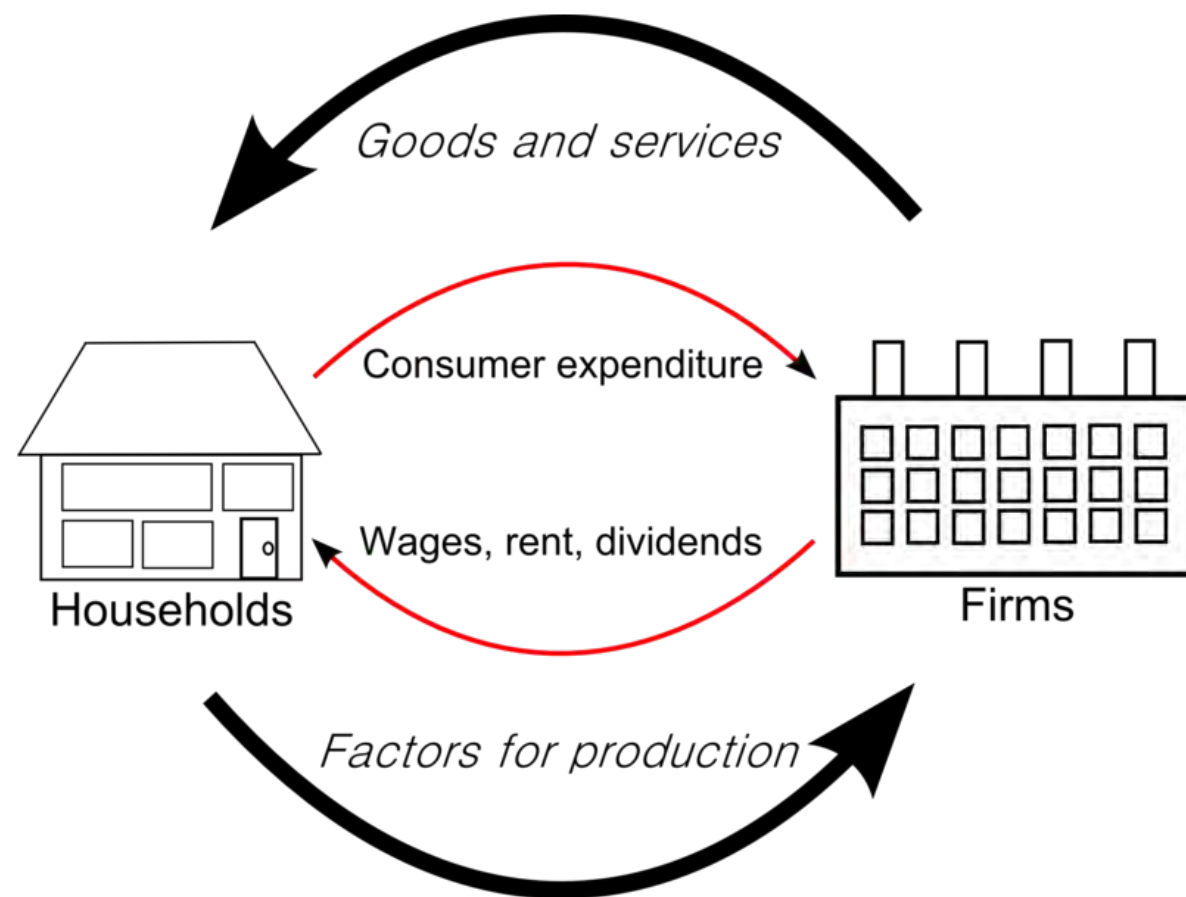 Goods and services
Consumer expenditure
Wages, rent, dividends
Households
Firms
Factors for production